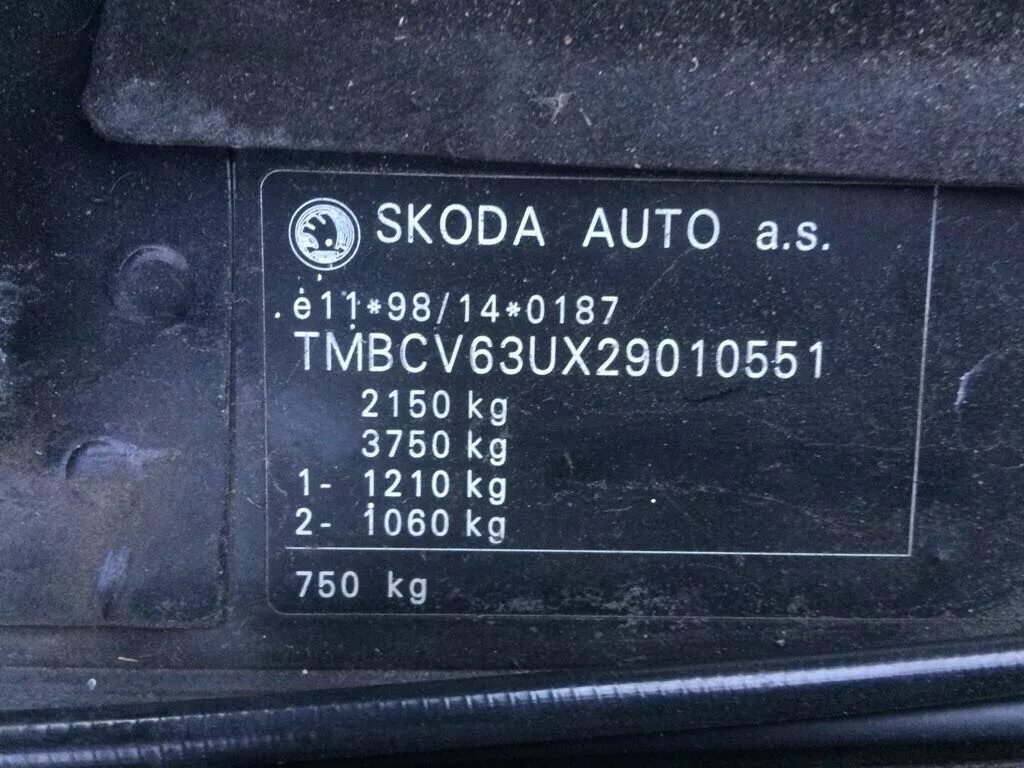 SKODA AUTO a.s.
e11*98/14*0187
TMBCV63UX29010551
2150 kg
3750 kg
1- 1210 kg
2- 1060 kg
750 kg